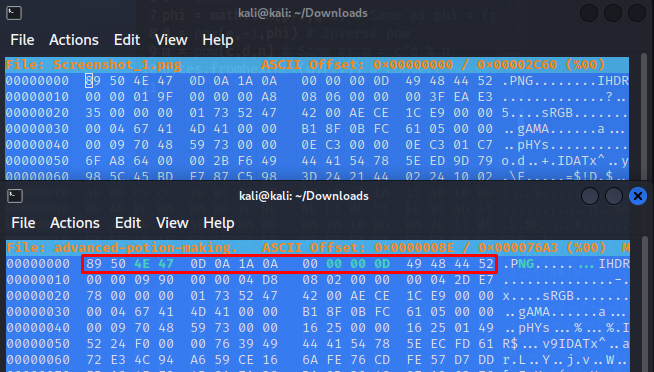 7 phi = mat
kali@kali: ~/Downloads
File Actions Edit View Help
File: Screenshot_1.png ASCII Offset: 0x00000000 / 0x00002C60 (%00)
00000000 89 50 4E 47 0D 0A 1A 0A 00 00 00 0D 49 48 44 52 .PNG........IHDR
00000010 00 00 01 9F 00 00 00 A8 08 06 00 00 00 3F EA E3 .............?..
00000020 35 00 00 00 01 73 52 47 42 00 AE CE 1C E9 00 00 5....sRGB.......
00000030 00 04 67 41 4D 41 00 00 B1 8F 0B FC 61 05 00 00 ..gAMA......a...
00000040 00 09 70 48 59 73 00 00 0E C3 00 00 0E C3 01 C7 ..pHYs..........
00000050 6F A8 64 00 00 2B F6 49 44 41 54 78 5E ED 9D 79 o.d..+.IDATx^..y
00000060 98 5C 45 BD EF 87 C5 98 3D 24 21 44 02 24 10 02 .\E.....=$!D.$..
kali@kali: ~/Downloads
File Actions Edit View Help
File: advanced-potion-making. ASCII Offset: 0x0000008E / 0x000076A3 (%00) M
00000000 89 50 4E 47 0D 0A 1A 0A 00 00 00 0D 49 48 44 52 .PNG........IHDR
00000010 00 00 09 90 00 00 04 D8 08 02 00 00 00 04 2D E7 ..............-.
00000020 78 00 00 00 01 73 52 47 42 00 AE CE 1C E9 00 00 x....sRGB.......
00000030 00 04 67 41 4D 41 00 00 B1 8F 0B FC 61 05 00 00 ..gAMA......a...
00000040 00 09 70 48 59 73 00 00 16 25 00 00 16 25 01 49 ..pHYs...%...%.I
00000050 52 24 F0 00 00 76 39 49 44 41 54 78 5E EC FD 61 R$...v9IDATx^..a
00000060 72 E3 4C 94 A6 59 CE 16 6A FE 76 CD FE 57 D7 DD r.L..Y..j.v..W..